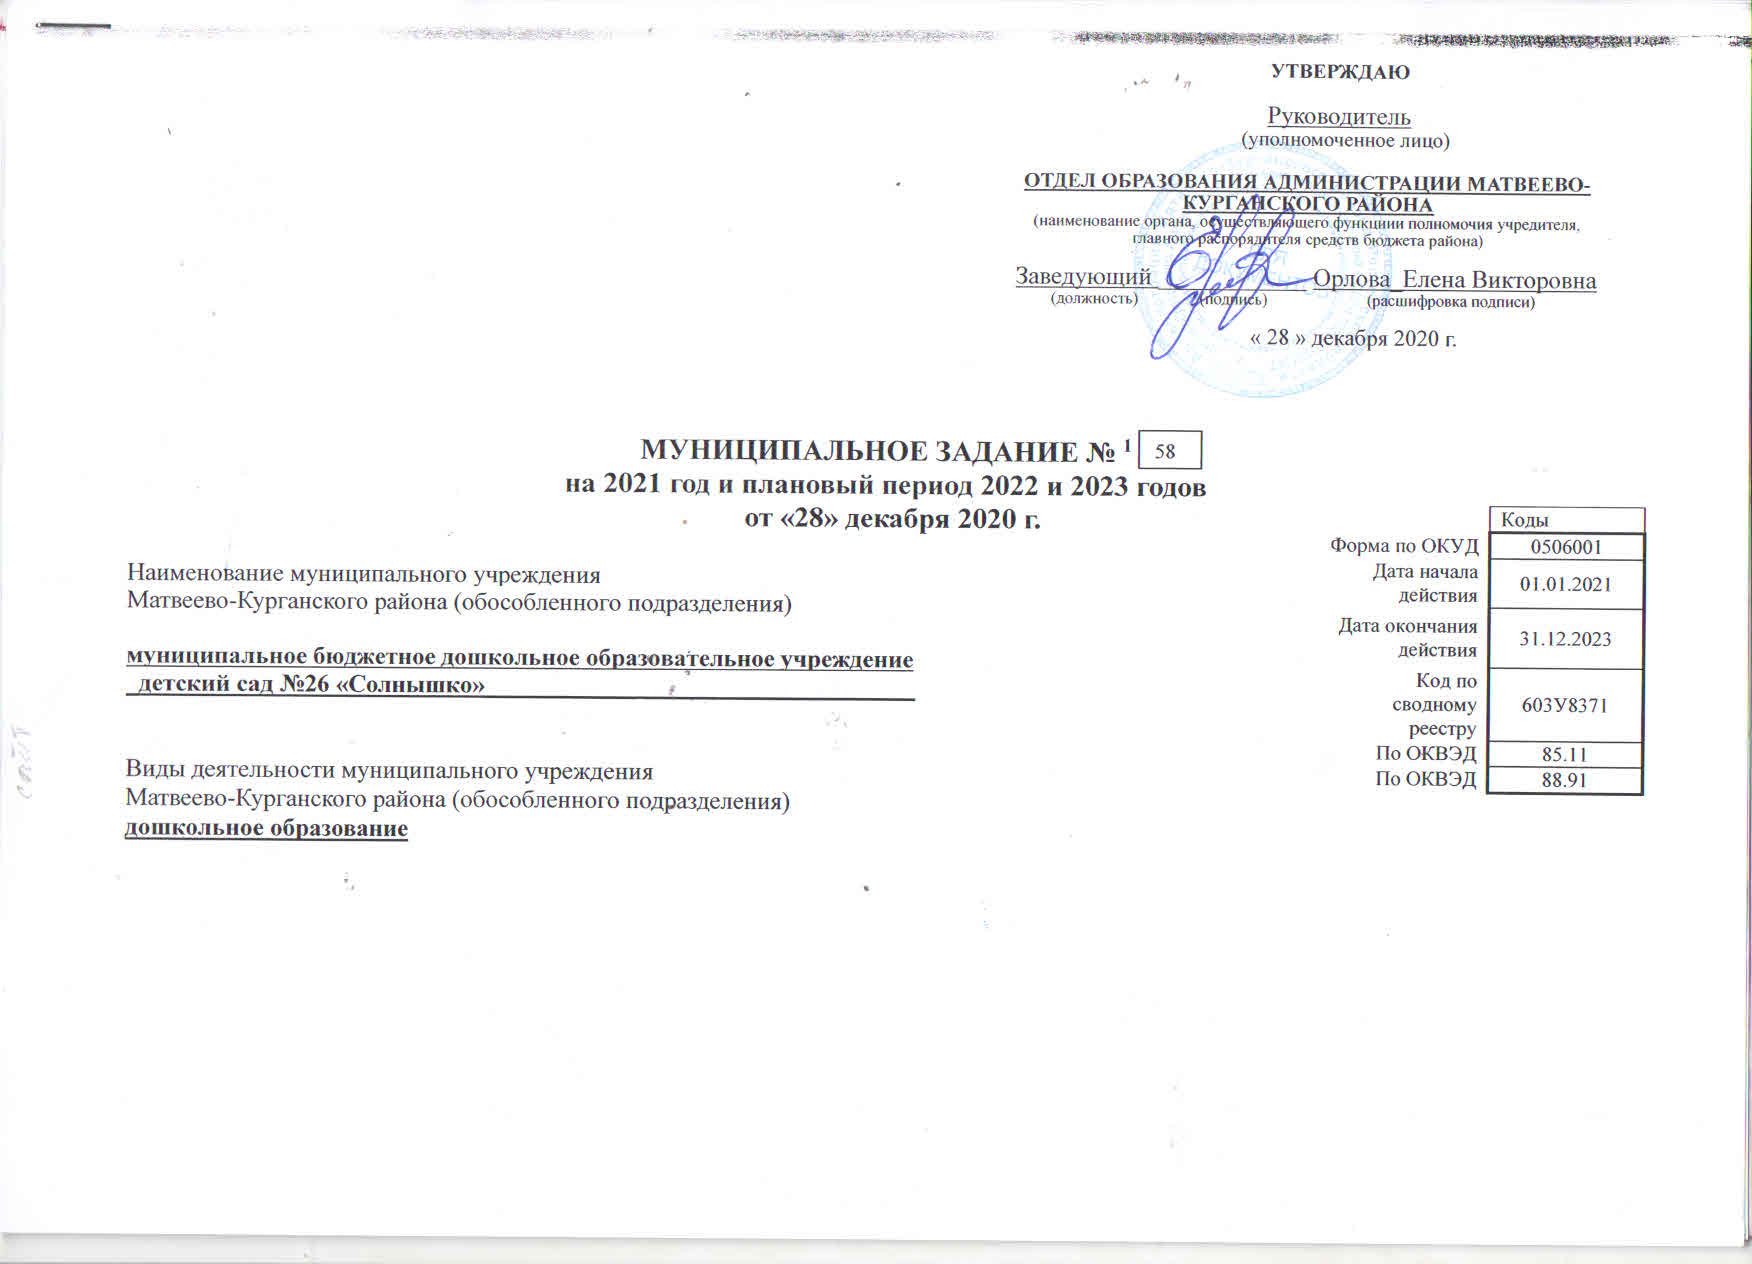 УТВЕРЖДАЮ
Руководитель
(уполномоченное лицо)
ОТДЕЛ ОБРАЗОВАНИЯ АДМИНИСТРАЦИИ МАТВЕЕВО-
КУРГАНСКОГО РАЙОНА
(наименование органа, осуществляющего функциии полномочия учредителя,
главного распорядителя средств бюджета района)
Заведующий ____________ Орлова_Елена Викторовна
(должность) (подпись) (расшифровка подписи)
« 28 » декабря 2020 г.
МУНИЦИПАЛЬНОЕ ЗАДАНИЕ № 1 58
на 2021 год и плановый период 2022 и 2023 годов
от «28» декабря 2020 г.
Наименование муниципального учреждения
Матвеево-Курганского района (обособленного подразделения)
муниципальное бюджетное дошкольное образовательное учреждение
детский сад №26 «Солнышко»
Виды деятельности муниципального учреждения
Матвеево-Курганского района (обособленного подразделения)
дошкольное образование
Коды
Форма по ОКУД 0506001
Дата начала
действия 01.01.2021
Дата окончания
действия 31.12.2023
Код по
сводному
реестру 603У8371
По ОКВЭД 85.11
По ОКВЭД 88.91
сайт